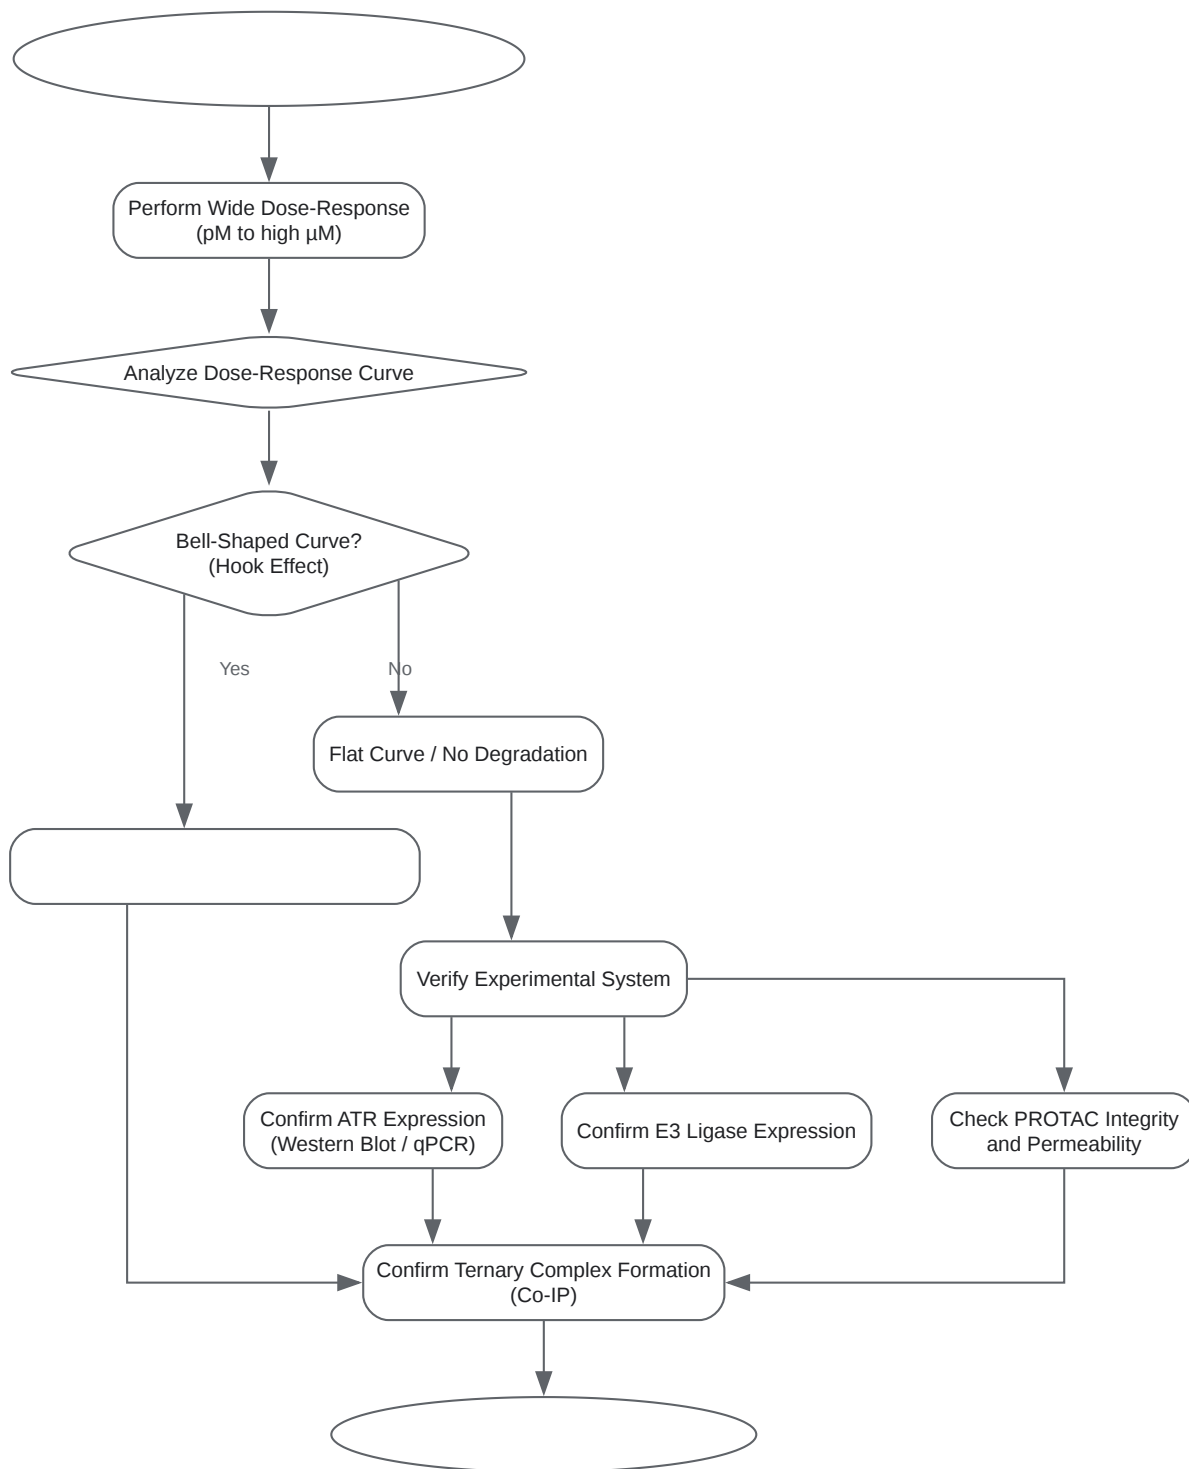 Perform Wide Dose-Response
(pM to high µM)
Analyze Dose-Response Curve
Bell-Shaped Curve?
(Hook Effect)
Yes
No
Flat Curve / No Degradation
Verify Experimental System
Confirm ATR Expression
(Western Blot / qPCR)
Confirm E3 Ligase Expression
Check PROTAC Integrity
and Permeability
Confirm Ternary Complex Formation
(Co-IP)